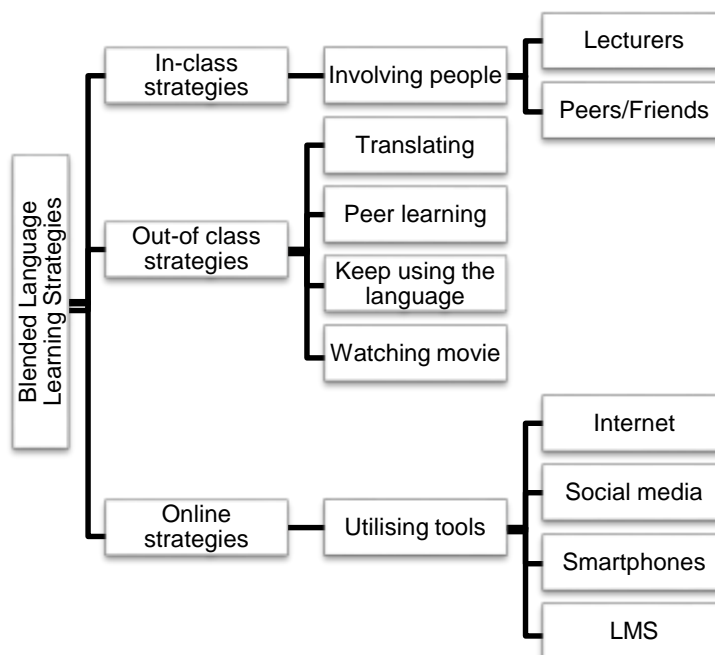 Blended Language
Learning Strategies
In-class
strategies
Involving people
Lecturers
Peers/Friends
Out-of class
strategies
Translating
Peer learning
Keep using the
language
Watching movie
Online
strategies
Utilising tools
Internet
Social media
Smartphones
LMS